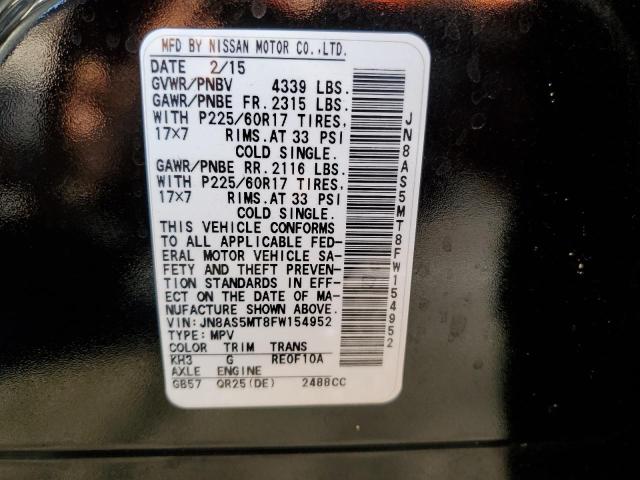 MFD BY NISSAN MOTOR CO.,LTD.
DATE 2/15
GVWR/PNBV 4339 LBS.
GAWR/PNBE FR. 2315 LBS.
WITH P225/60R17 TIRES.
17×7 RIMS.AT 33 PSI
COLD SINGLE.
GAWR/PNBE RR. 2116 LBS.
WITH P225/60R17 TIRES.
17×7 RIMS.AT 33 PSI
COLD SINGLE.
THIS VEHICLE CONFORMS
TO ALL APPLICABLE FED-
ERAL MOTOR VEHICLE SA-
FETY AND THEFT PREVEN-
TION STANDARDS IN EFF-
ECT ON THE DATE OF MA-
NUFACTURE SHOWN ABOVE.
VIN: JN8AS5MT8FW154952
TYPE: MPV
COLOR TRIM TRANS
KH3 G RE0F10A
AXLE ENGINE
GB57 QR25(DE) 2488CC
JN8AS5MT8FW154952